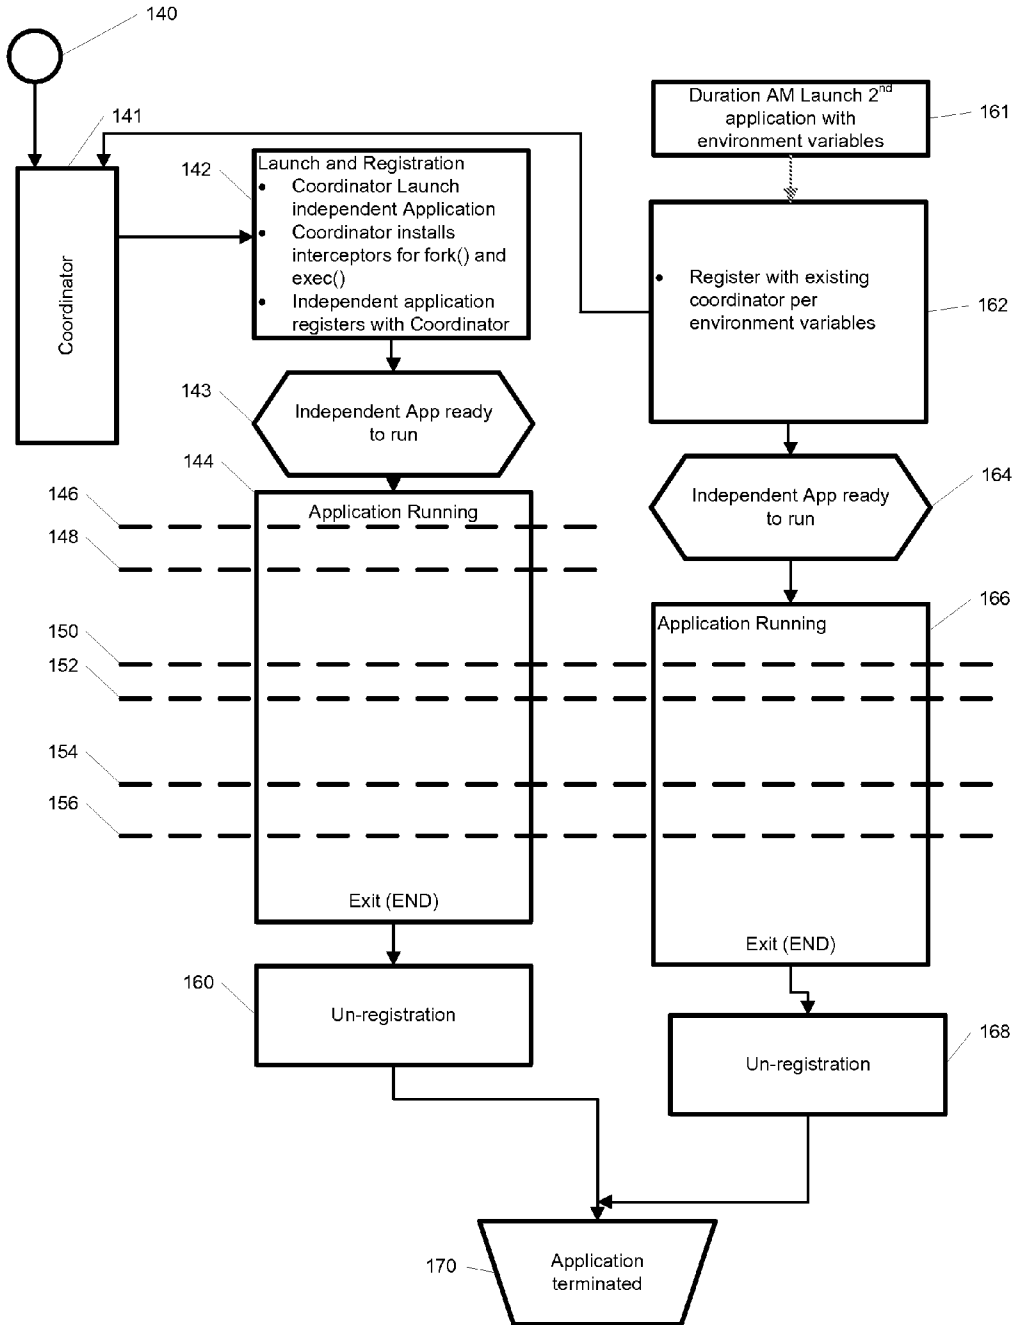 140
141
Coordinator
142
Launch and Registration
• Coordinator Launch
independent Application
• Coordinator installs
interceptors for fork() and
exec()
• Independent application
registers with Coordinator
143
Independent App ready
to run
144
Application Running
146
148
150
152
154
156
Exit (END)
160
Un-registration
Duration AM Launch 2nd
application with
environment variables
161
• Register with existing
coordinator per
environment variables
162
Independent App ready
to run
164
Application Running
166
Exit (END)
Un-registration
168
170
Application
terminated